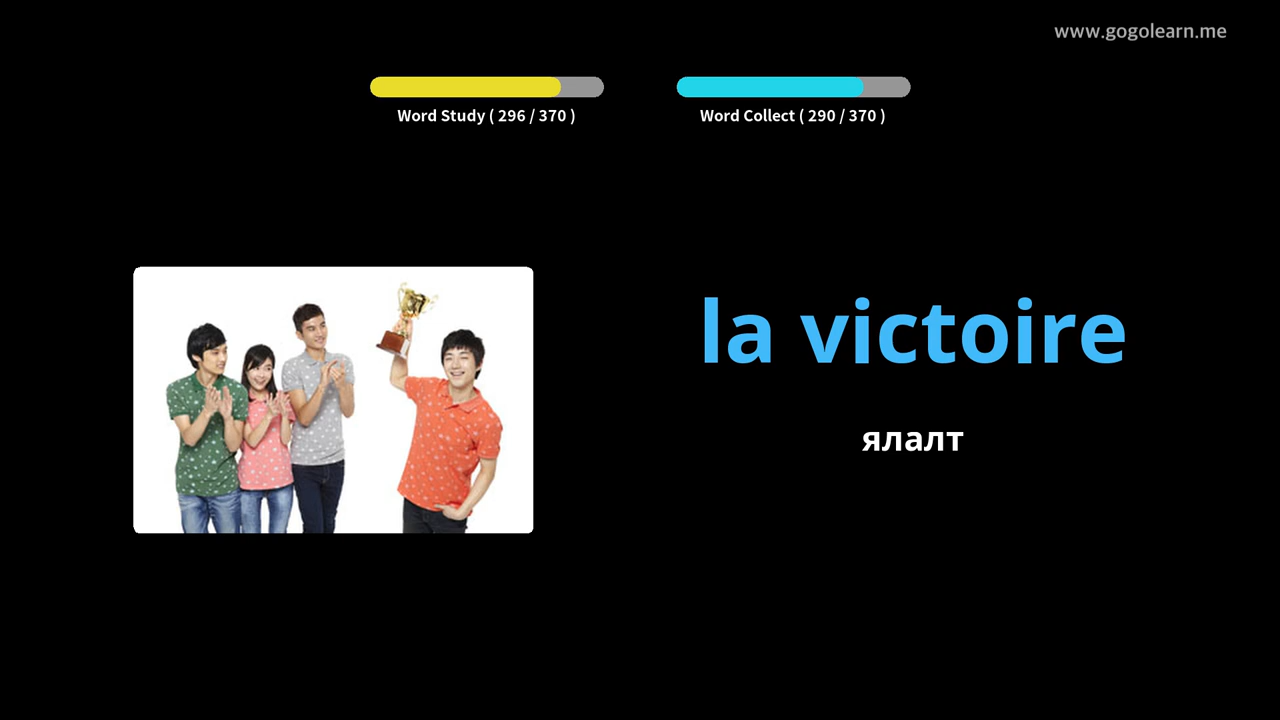 www.gogolearn.me
Word Study ( 296 / 370 )
Word Collect ( 290 / 370 )
la victoire
ялалт